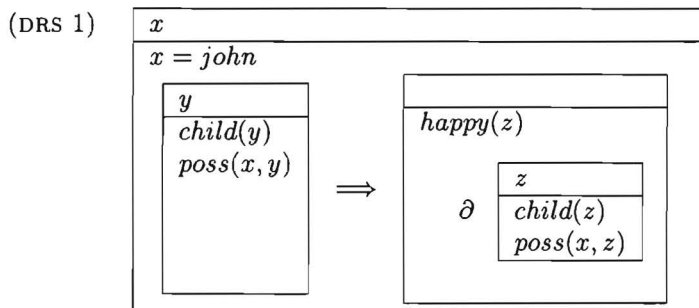 (DRS 1)
x
x = john
y
child(y)
poss(x, y)
⟹
happy(z)
∂
z
child(z)
poss(x, z)